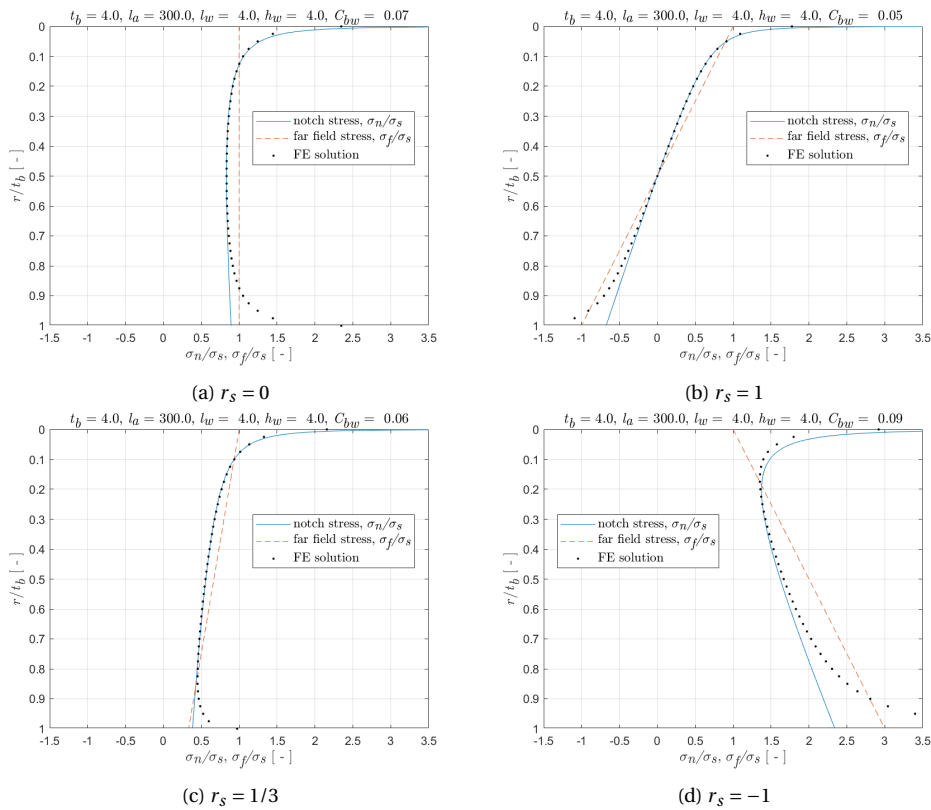 t_b = 4.0, l_a = 300.0, l_w = 4.0, h_w = 4.0, C_bw = 0.07
0
0.1
0.2
0.3
0.4
0.5
0.6
0.7
0.8
0.9
1
r/t_b [ - ]
notch stress, σ_n/σ_s
far field stress, σ_f/σ_s
FE solution
-1.5 -1 -0.5 0 0.5 1 1.5 2 2.5 3 3.5
σ_n/σ_s, σ_f/σ_s [ - ]
(a) r_s = 0
t_b = 4.0, l_a = 300.0, l_w = 4.0, h_w = 4.0, C_bw = 0.05
0
0.1
0.2
0.3
0.4
0.5
0.6
0.7
0.8
0.9
1
r/t_b [ - ]
notch stress, σ_n/σ_s
far field stress, σ_f/σ_s
FE solution
-1.5 -1 -0.5 0 0.5 1 1.5 2 2.5 3 3.5
σ_n/σ_s, σ_f/σ_s [ - ]
(b) r_s = 1
t_b = 4.0, l_a = 300.0, l_w = 4.0, h_w = 4.0, C_bw = 0.06
0
0.1
0.2
0.3
0.4
0.5
0.6
0.7
0.8
0.9
1
r/t_b [ - ]
notch stress, σ_n/σ_s
far field stress, σ_f/σ_s
FE solution
-1.5 -1 -0.5 0 0.5 1 1.5 2 2.5 3 3.5
σ_n/σ_s, σ_f/σ_s [ - ]
(c) r_s = 1/3
t_b = 4.0, l_a = 300.0, l_w = 4.0, h_w = 4.0, C_bw = 0.09
0
0.1
0.2
0.3
0.4
0.5
0.6
0.7
0.8
0.9
1
r/t_b [ - ]
notch stress, σ_n/σ_s
far field stress, σ_f/σ_s
FE solution
-1.5 -1 -0.5 0 0.5 1 1.5 2 2.5 3 3.5
σ_n/σ_s, σ_f/σ_s [ - ]
(d) r_s = −1